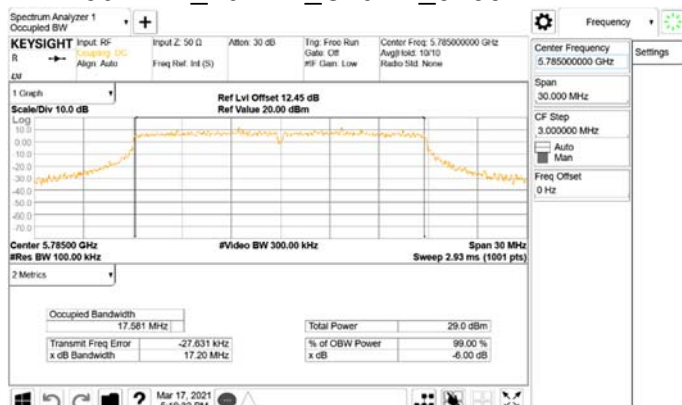 Spectrum Analyzer 1
Occupied BW
Frequency
KEYSIGHT
Input: RF
Coupling: DC
Align: Auto
Input Z: 50 Ω
Freq Ref: Int (S)
Atten: 30 dB
Trig: Free Run
Gate: Off
#IF Gain: Low
Center Freq: 5.785000000 GHz
Avg|Hold: 10/10
Radio Std: None
R
Center Frequency
5.785000000 GHz
Settings
Span
30.000 MHz
CF Step
3.000000 MHz
Auto
Man
Freq Offset
0 Hz
1 Graph
Scale/Div 10.0 dB
Ref Lvl Offset 12.45 dB
Ref Value 20.00 dBm
Log
10.0
0.00
-10.0
-20.0
-30.0
-40.0
-50.0
-60.0
-70.0
Center 5.78500 GHz
#Video BW 300.00 kHz
Span 30 MHz
#Res BW 100.00 kHz
Sweep 2.93 ms (1001 pts)
2 Metrics
Occupied Bandwidth
17.581 MHz
Total Power 29.0 dBm
Transmit Freq Error -27.631 kHz
% of OBW Power 99.00 %
x dB Bandwidth 17.20 MHz
x dB -6.00 dB
?
Mar 17, 2021